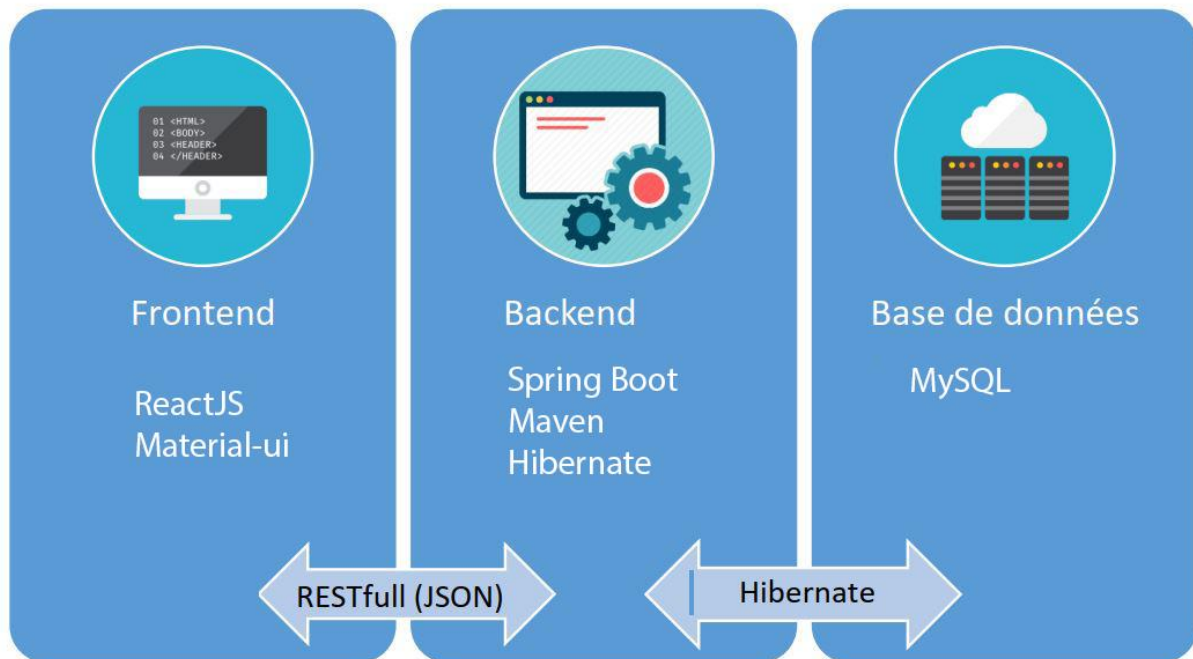 01 <HTML>
02 <BODY>
03 <HEADER>
04 </HEADER>
Frontend
ReactJS
Material-ui
Backend
Spring Boot
Maven
Hibernate
Base de données
MySQL
RESTfull (JSON)
Hibernate